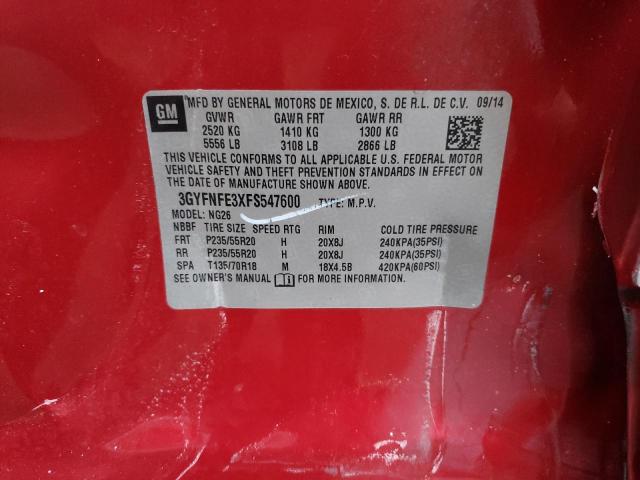 GM
MFD BY GENERAL MOTORS DE MEXICO, S. DE R.L. DE C.V. 09/14
GVWR GAWR FRT GAWR RR
2520 KG 1410 KG 1300 KG
5556 LB 3108 LB 2866 LB
THIS VEHICLE CONFORMS TO ALL APPLICABLE U.S. FEDERAL MOTOR
VEHICLE SAFETY AND THEFT PREVENTION STANDARDS IN EFFECT ON
THE DATE OF MANUFACTURE SHOWN ABOVE.
3GYFNFE3XFS547600 TYPE: M.P.V.
MODEL: NG26
NBBF TIRE SIZE SPEED RTG RIM COLD TIRE PRESSURE
FRT P235/55R20 H 20X8J 240KPA(35PSI)
RR P235/55R20 H 20X8J 240KPA(35PSI)
SPA T135/70R18 M 18X4.5B 420KPA(60PSI)
SEE OWNER'S MANUAL FOR MORE INFORMATION.